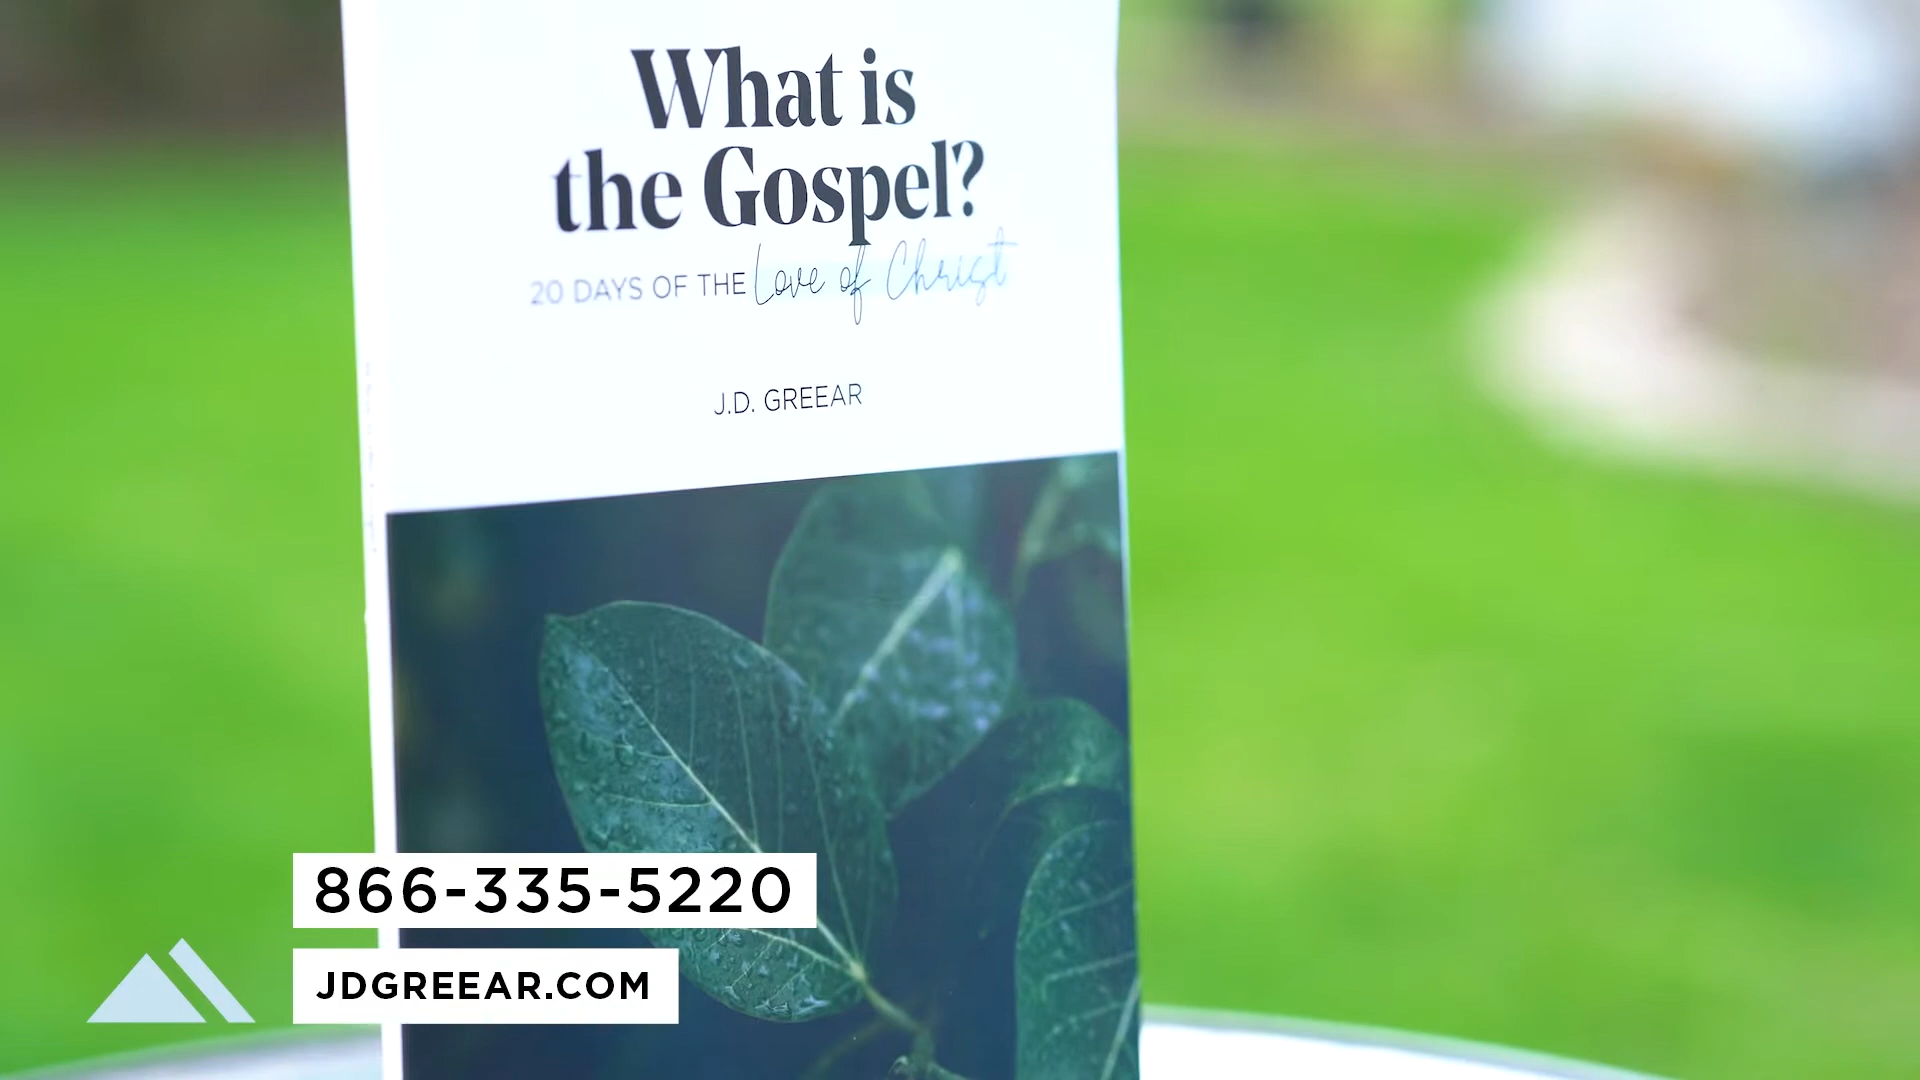 What is
the Gospel?
20 DAYS OF THE Love of Christ
J.D. GREEAR
866-335-5220
JDGREEAR.COM